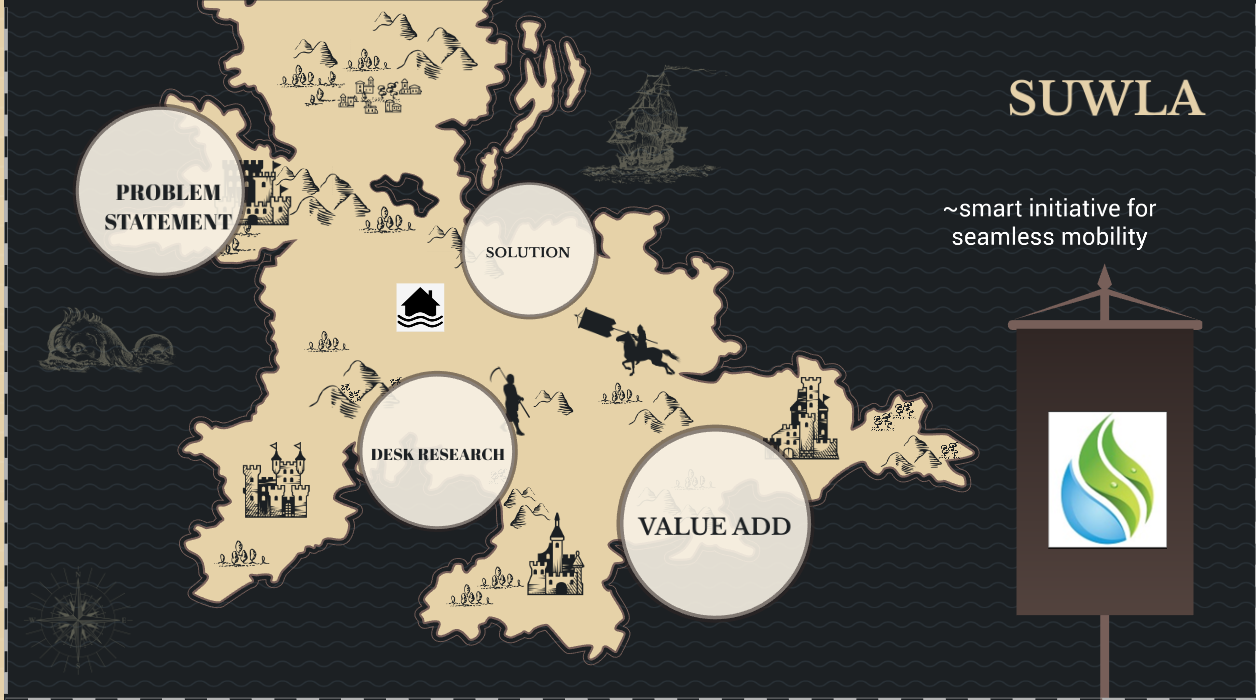 SUWLA
~smart initiative for
seamless mobility
PROBLEM
STATEMENT
SOLUTION
DESK RESEARCH
VALUE ADD